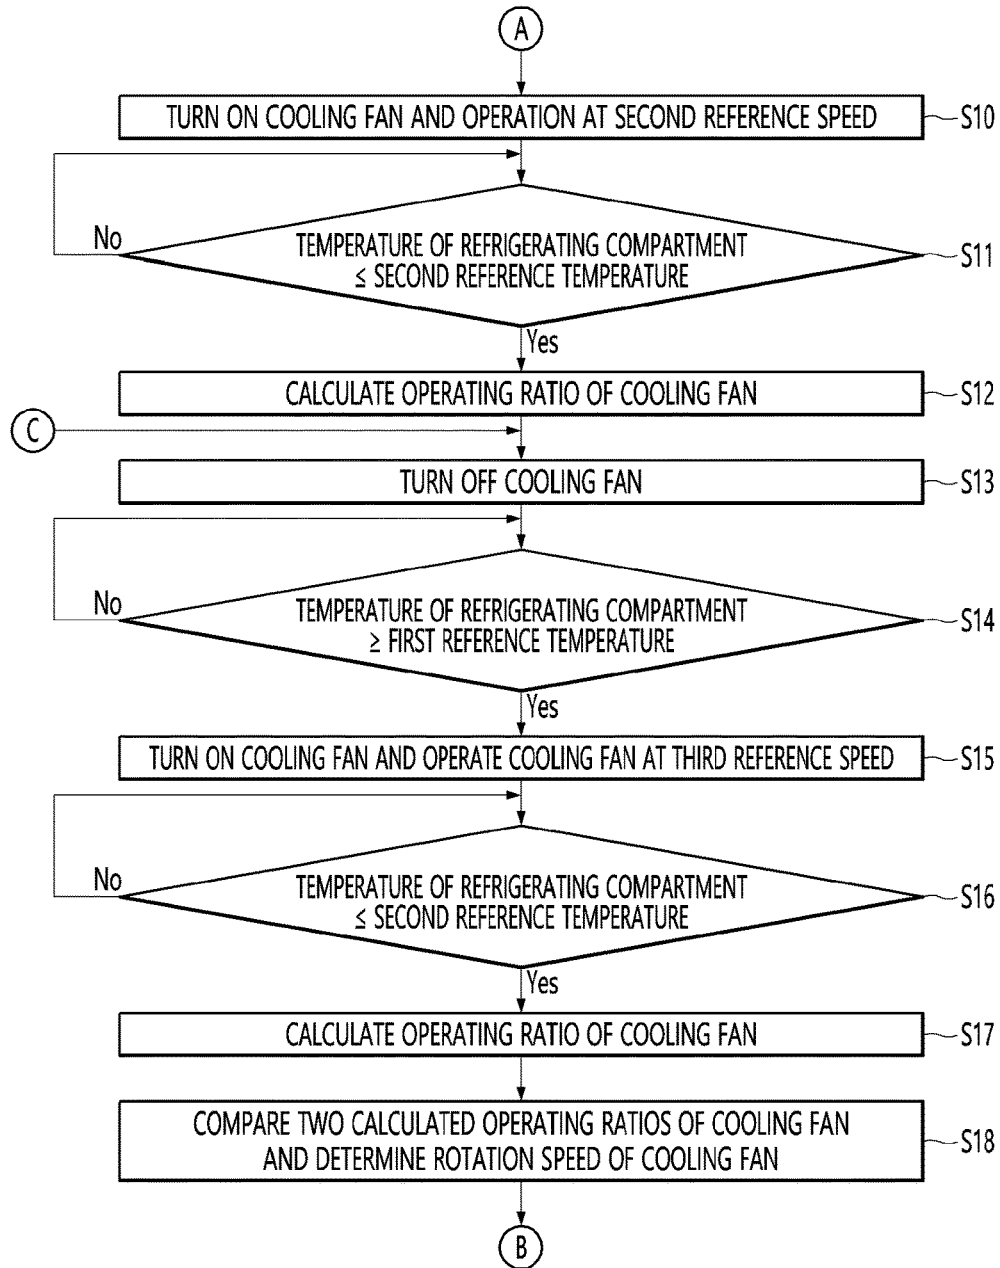 A
TURN ON COOLING FAN AND OPERATION AT SECOND REFERENCE SPEED
S10
No
TEMPERATURE OF REFRIGERATING COMPARTMENT
≤ SECOND REFERENCE TEMPERATURE
S11
Yes
CALCULATE OPERATING RATIO OF COOLING FAN
S12
C
TURN OFF COOLING FAN
S13
No
TEMPERATURE OF REFRIGERATING COMPARTMENT
≥ FIRST REFERENCE TEMPERATURE
S14
Yes
TURN ON COOLING FAN AND OPERATE COOLING FAN AT THIRD REFERENCE SPEED
S15
No
TEMPERATURE OF REFRIGERATING COMPARTMENT
≤ SECOND REFERENCE TEMPERATURE
S16
Yes
CALCULATE OPERATING RATIO OF COOLING FAN
S17
COMPARE TWO CALCULATED OPERATING RATIOS OF COOLING FAN
AND DETERMINE ROTATION SPEED OF COOLING FAN
S18
B